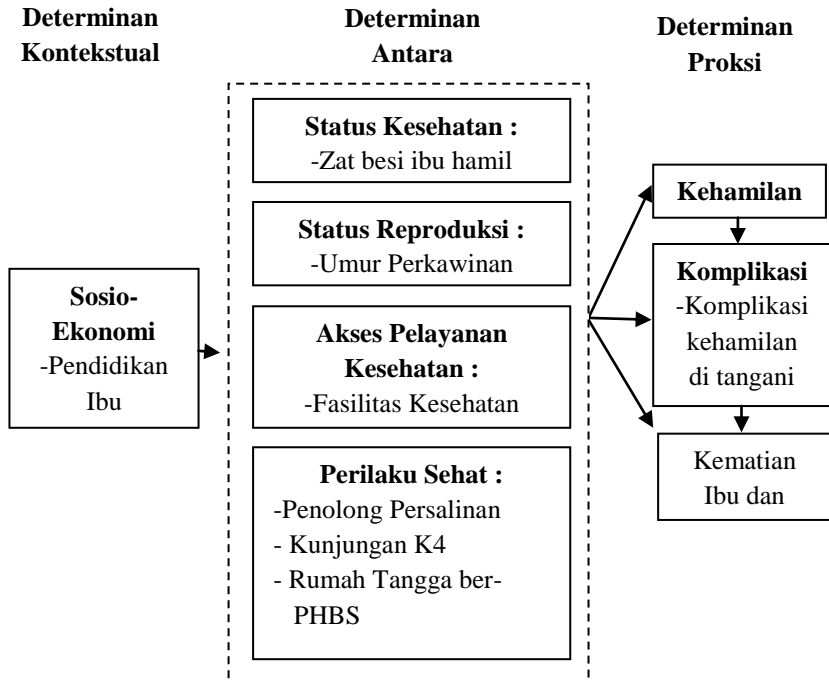 Determinan
Kontekstual
Determinan
Antara
Determinan
Proksi
Sosio-
Ekonomi
-Pendidikan
Ibu
Status Kesehatan :
-Zat besi ibu hamil
Status Reproduksi :
-Umur Perkawinan
Akses Pelayanan
Kesehatan :
-Fasilitas Kesehatan
Perilaku Sehat :
-Penolong Persalinan
- Kunjungan K4
- Rumah Tangga ber-
PHBS
Kehamilan
Komplikasi
-Komplikasi
kehamilan
di tangani
Kematian
Ibu dan